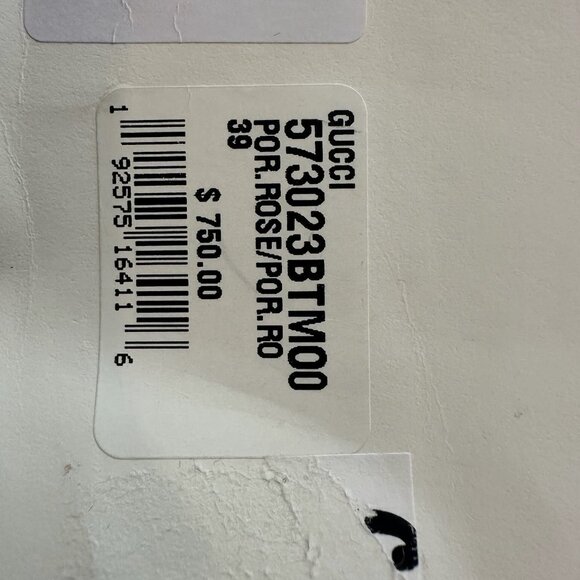 GUCCI
573023BTM00
POR.ROSE/POR.RO
39
$ 750.00
1 92575 16411 6